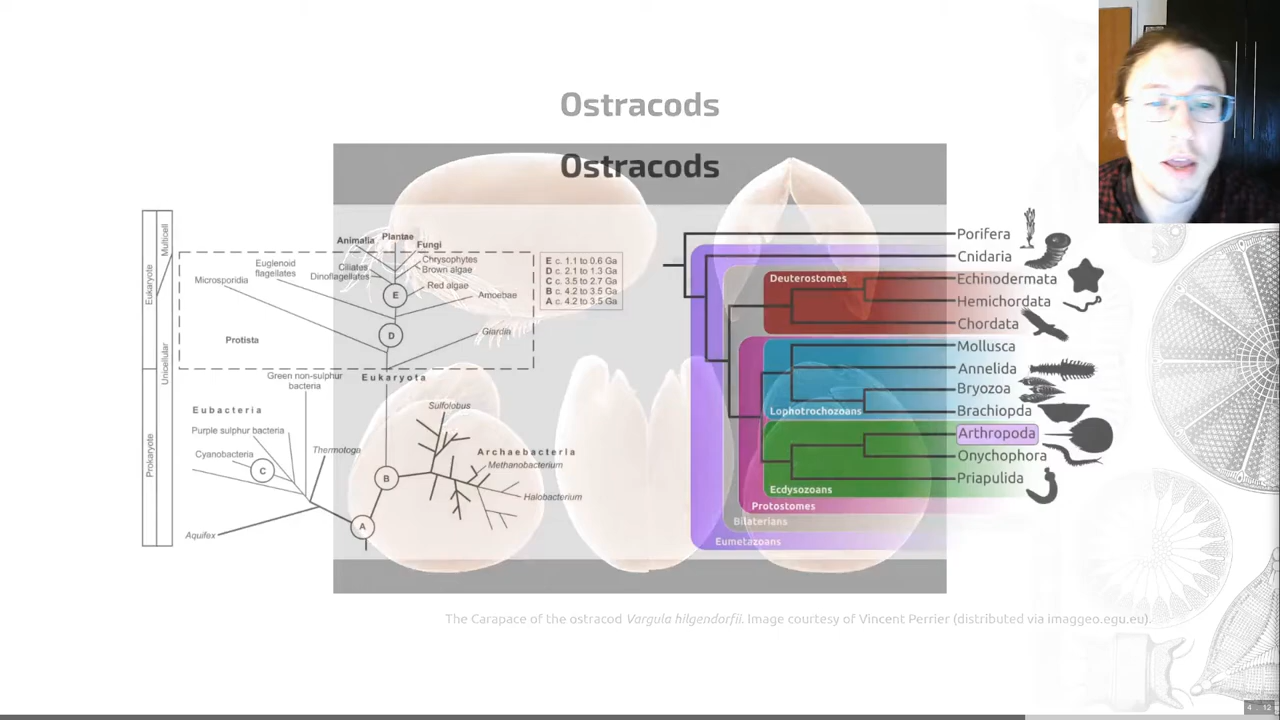 Ostracods
Ostracods
Eukaryote
Prokaryote
Multicell
Unicellular
Animalia
Plantae
Fungi
Chrysophytes
Brown algae
Ciliates
Dinoflagellates
Euglenoid
flagellates
Microsporidia
Red algae
Amoebae
E
D
Giardia
Protista
Eukaryota
Green non-sulphur
bacteria
Eubacteria
Purple sulphur bacteria
Cyanobacteria
C
Thermotoga
Sulfolobus
Archaebacteria
Methanobacterium
Halobacterium
B
A
Aquifex
E c. 1.1 to 0.6 Ga
D c. 2.1 to 1.3 Ga
C c. 3.5 to 2.7 Ga
B c. 4.2 to 3.5 Ga
A c. 4.2 to 3.5 Ga
Porifera
Cnidaria
Deuterostomes
Echinodermata
Hemichordata
Chordata
Mollusca
Annelida
Bryozoa
Lophotrochozoans
Brachiopda
Arthropoda
Onychophora
Priapulida
Ecdysozoans
Protostomes
Bilaterians
Eumetazoans
The Carapace of the ostracod Vargula hilgendorfii. Image courtesy of Vincent Perrier (distributed via imaggeo.egu.eu).
4 . 12